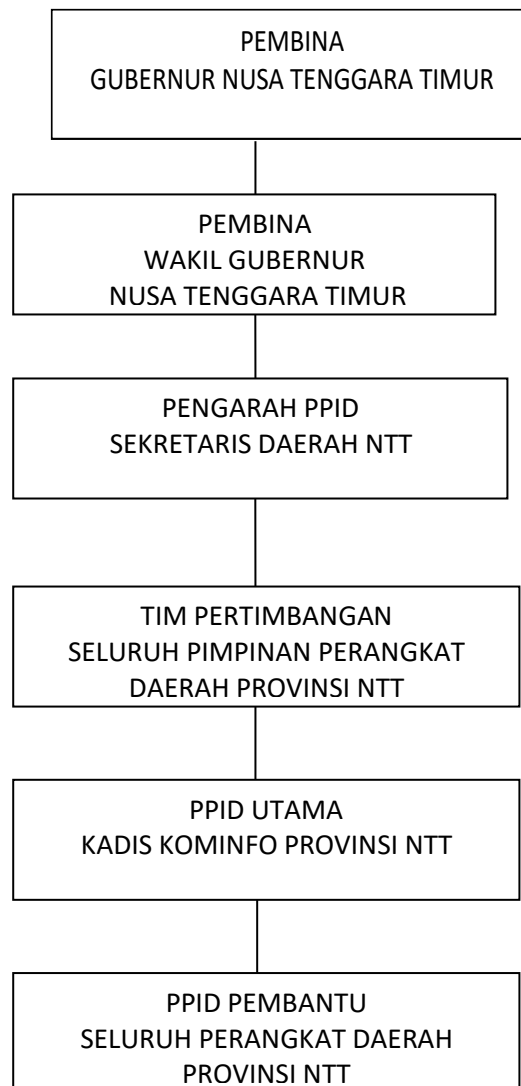 PEMBINA
GUBERNUR NUSA TENGGARA TIMUR
PEMBINA
WAKIL GUBERNUR
NUSA TENGGARA TIMUR
PENGARAH PPID
SEKRETARIS DAERAH NTT
TIM PERTIMBANGAN
SELURUH PIMPINAN PERANGKAT
DAERAH PROVINSI NTT
PPID UTAMA
KADIS KOMINFO PROVINSI NTT
PPID PEMBANTU
SELURUH PERANGKAT DAERAH
PROVINSI NTT